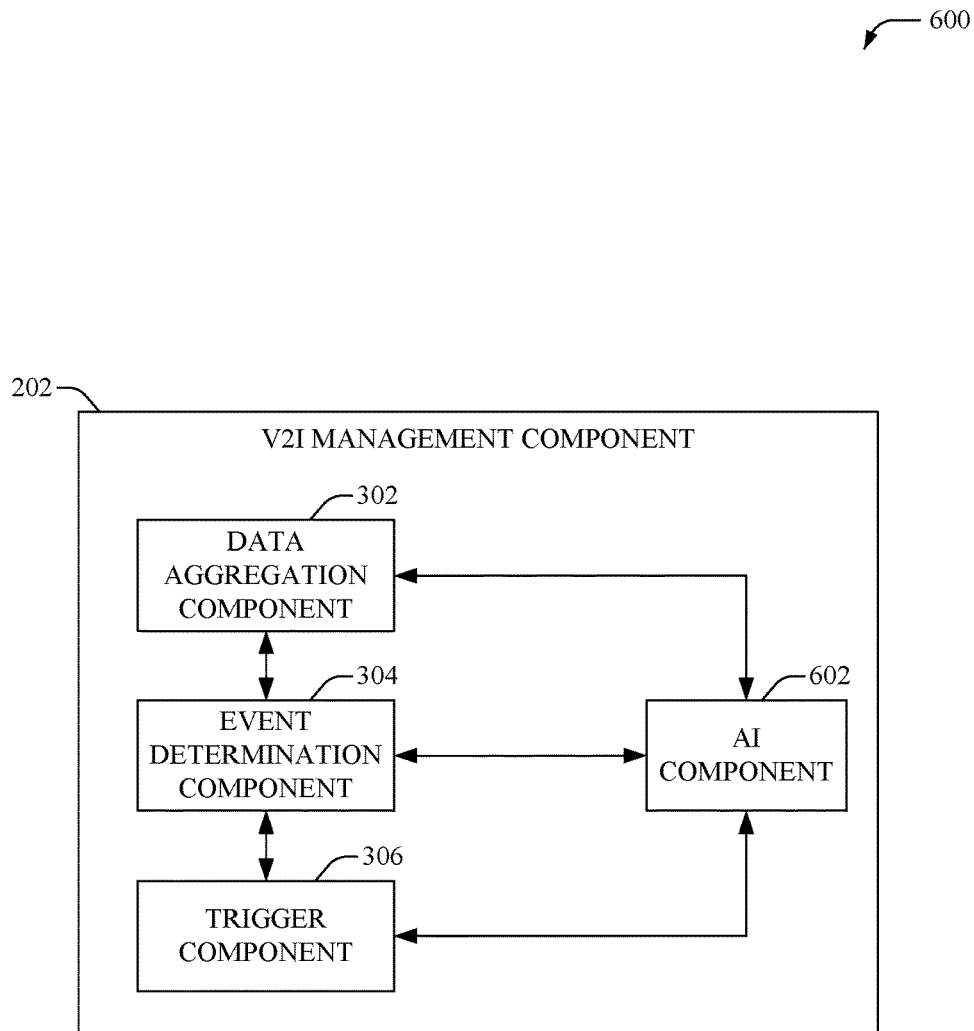 600
202
V2I MANAGEMENT COMPONENT
302
DATA
AGGREGATION
COMPONENT
304
EVENT
DETERMINATION
COMPONENT
602
AI
COMPONENT
306
TRIGGER
COMPONENT